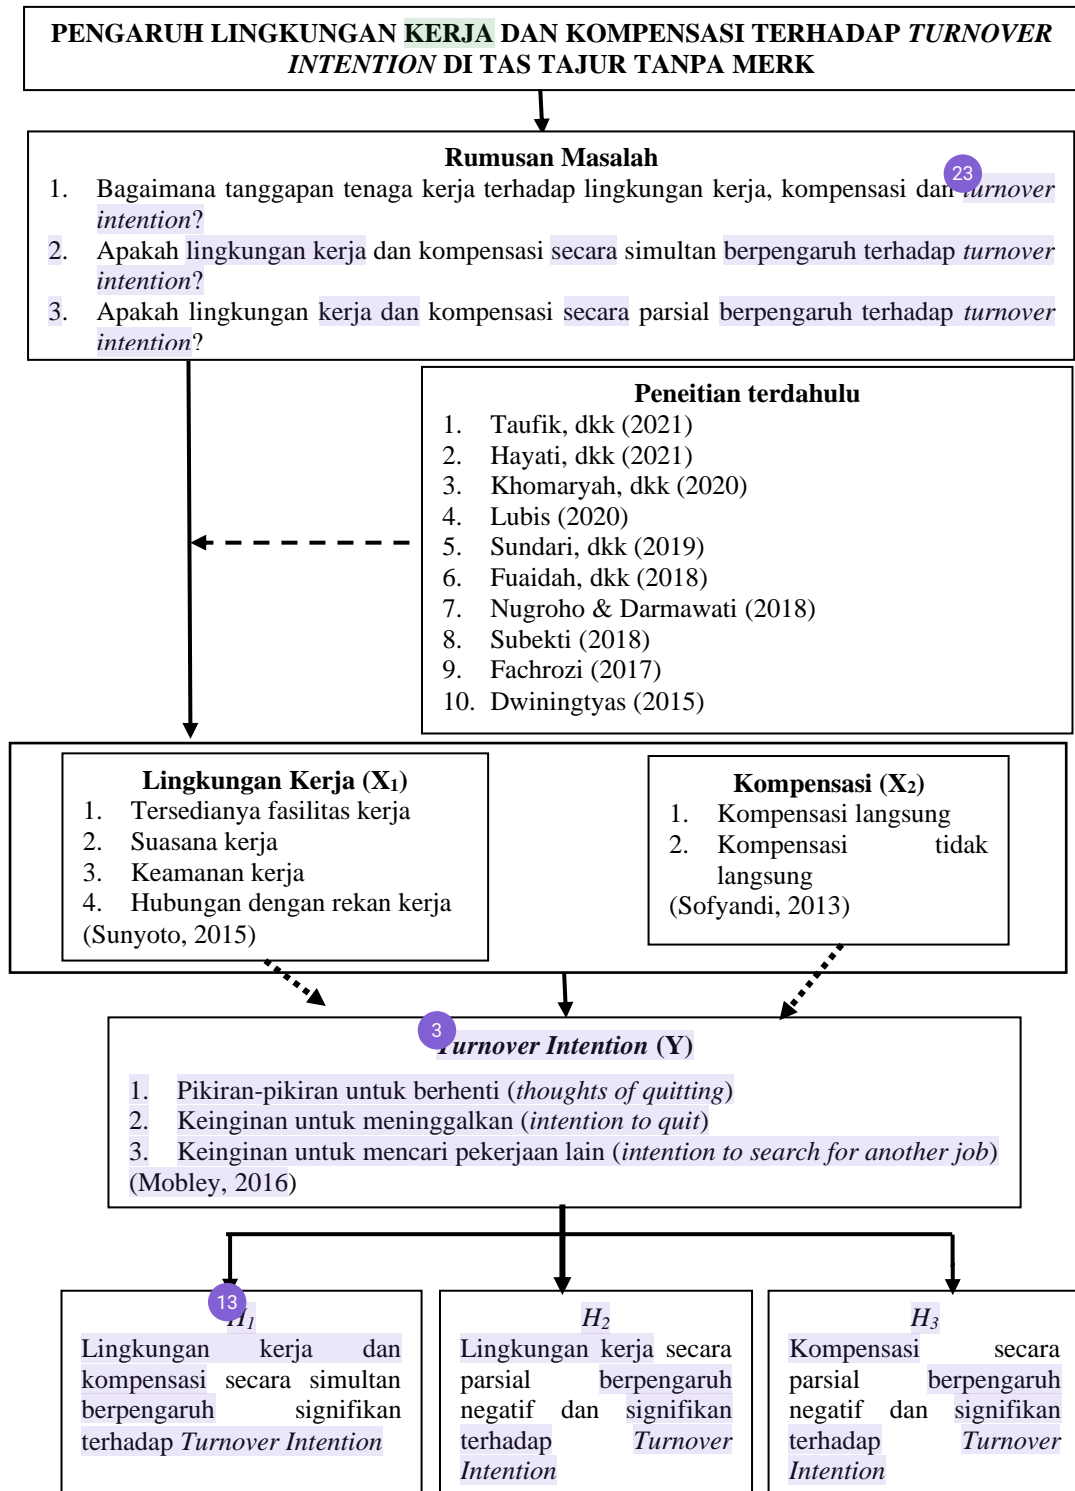 PENGARUH LINGKUNGAN KERJA DAN KOMPENSASI TERHADAP TURNOVER
INTENTION DI TAS TAJUR TANPA MERK
Rumusan Masalah
23
1. Bagaimana tanggapan tenaga kerja terhadap lingkungan kerja, kompensasi dan turnover
intention?
2. Apakah lingkungan kerja dan kompensasi secara simultan berpengaruh terhadap turnover
intention?
3. Apakah lingkungan kerja dan kompensasi secara parsial berpengaruh terhadap turnover
intention?
Peneitian terdahulu
1. Taufik, dkk (2021)
2. Hayati, dkk (2021)
3. Khomaryah, dkk (2020)
4. Lubis (2020)
5. Sundari, dkk (2019)
6. Fuaidah, dkk (2018)
7. Nugroho & Darmawati (2018)
8. Subekti (2018)
9. Fachrozi (2017)
10. Dwiningtyas (2015)
Lingkungan Kerja (X1)
1. Tersedianya fasilitas kerja
2. Suasana kerja
3. Keamanan kerja
4. Hubungan dengan rekan kerja
(Sunyoto, 2015)
Kompensasi (X2)
1. Kompensasi langsung
2. Kompensasi tidak
langsung
(Sofyandi, 2013)
3
Turnover Intention (Y)
1. Pikiran-pikiran untuk berhenti (thoughts of quitting)
2. Keinginan untuk meninggalkan (intention to quit)
3. Keinginan untuk mencari pekerjaan lain (intention to search for another job)
(Mobley, 2016)
13
H1
Lingkungan kerja dan
kompensasi secara simultan
berpengaruh signifikan
terhadap Turnover Intention
H2
Lingkungan kerja secara
parsial berpengaruh
negatif dan signifikan
terhadap Turnover
Intention
H3
Kompensasi secara
parsial berpengaruh
negatif dan signifikan
terhadap Turnover
Intention